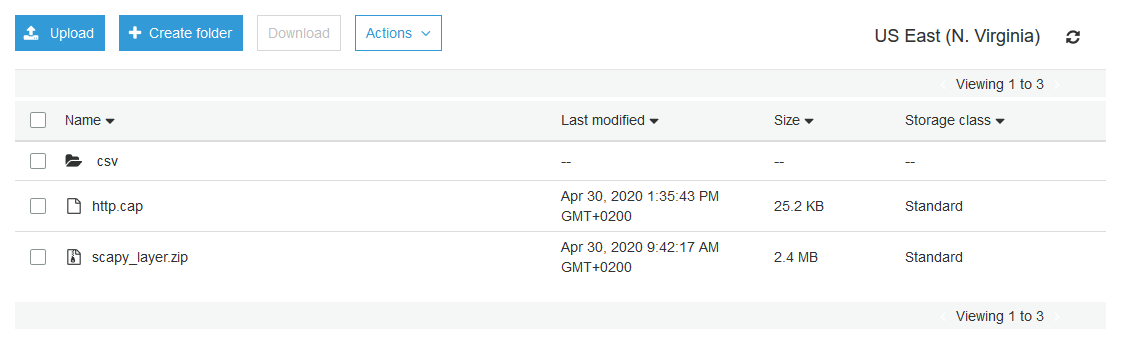 Upload Create folder Download Actions US East (N. Virginia)
Viewing 1 to 3
Name Last modified Size Storage class
csv -- -- --
http.cap Apr 30, 2020 1:35:43 PM GMT+0200 25.2 KB Standard
scapy_layer.zip Apr 30, 2020 9:42:17 AM GMT+0200 2.4 MB Standard
Viewing 1 to 3